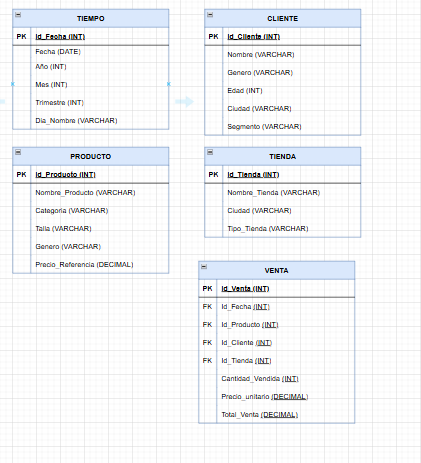 TIEMPO
PK Id_Fecha (INT)
Fecha (DATE)
Año (INT)
Mes (INT)
Trimestre (INT)
Dia_Nombre (VARCHAR)
CLIENTE
PK Id_Cliente (INT)
Nombre (VARCHAR)
Genero (VARCHAR)
Edad (INT)
Ciudad (VARCHAR)
Segmento (VARCHAR)
PRODUCTO
PK Id_Producto (INT)
Nombre_Producto (VARCHAR)
Categoria (VARCHAR)
Talla (VARCHAR)
Genero (VARCHAR)
Precio_Referencia (DECIMAL)
TIENDA
PK Id_Tienda (INT)
Nombre_Tienda (VARCHAR)
Ciudad (VARCHAR)
Tipo_Tienda (VARCHAR)
VENTA
PK Id_Venta (INT)
FK Id_Fecha (INT)
FK Id_Producto (INT)
FK Id_Cliente (INT)
FK Id_Tienda (INT)
Cantidad_Vendida (INT)
Precio_unitario (DECIMAL)
Total_Venta (DECIMAL)